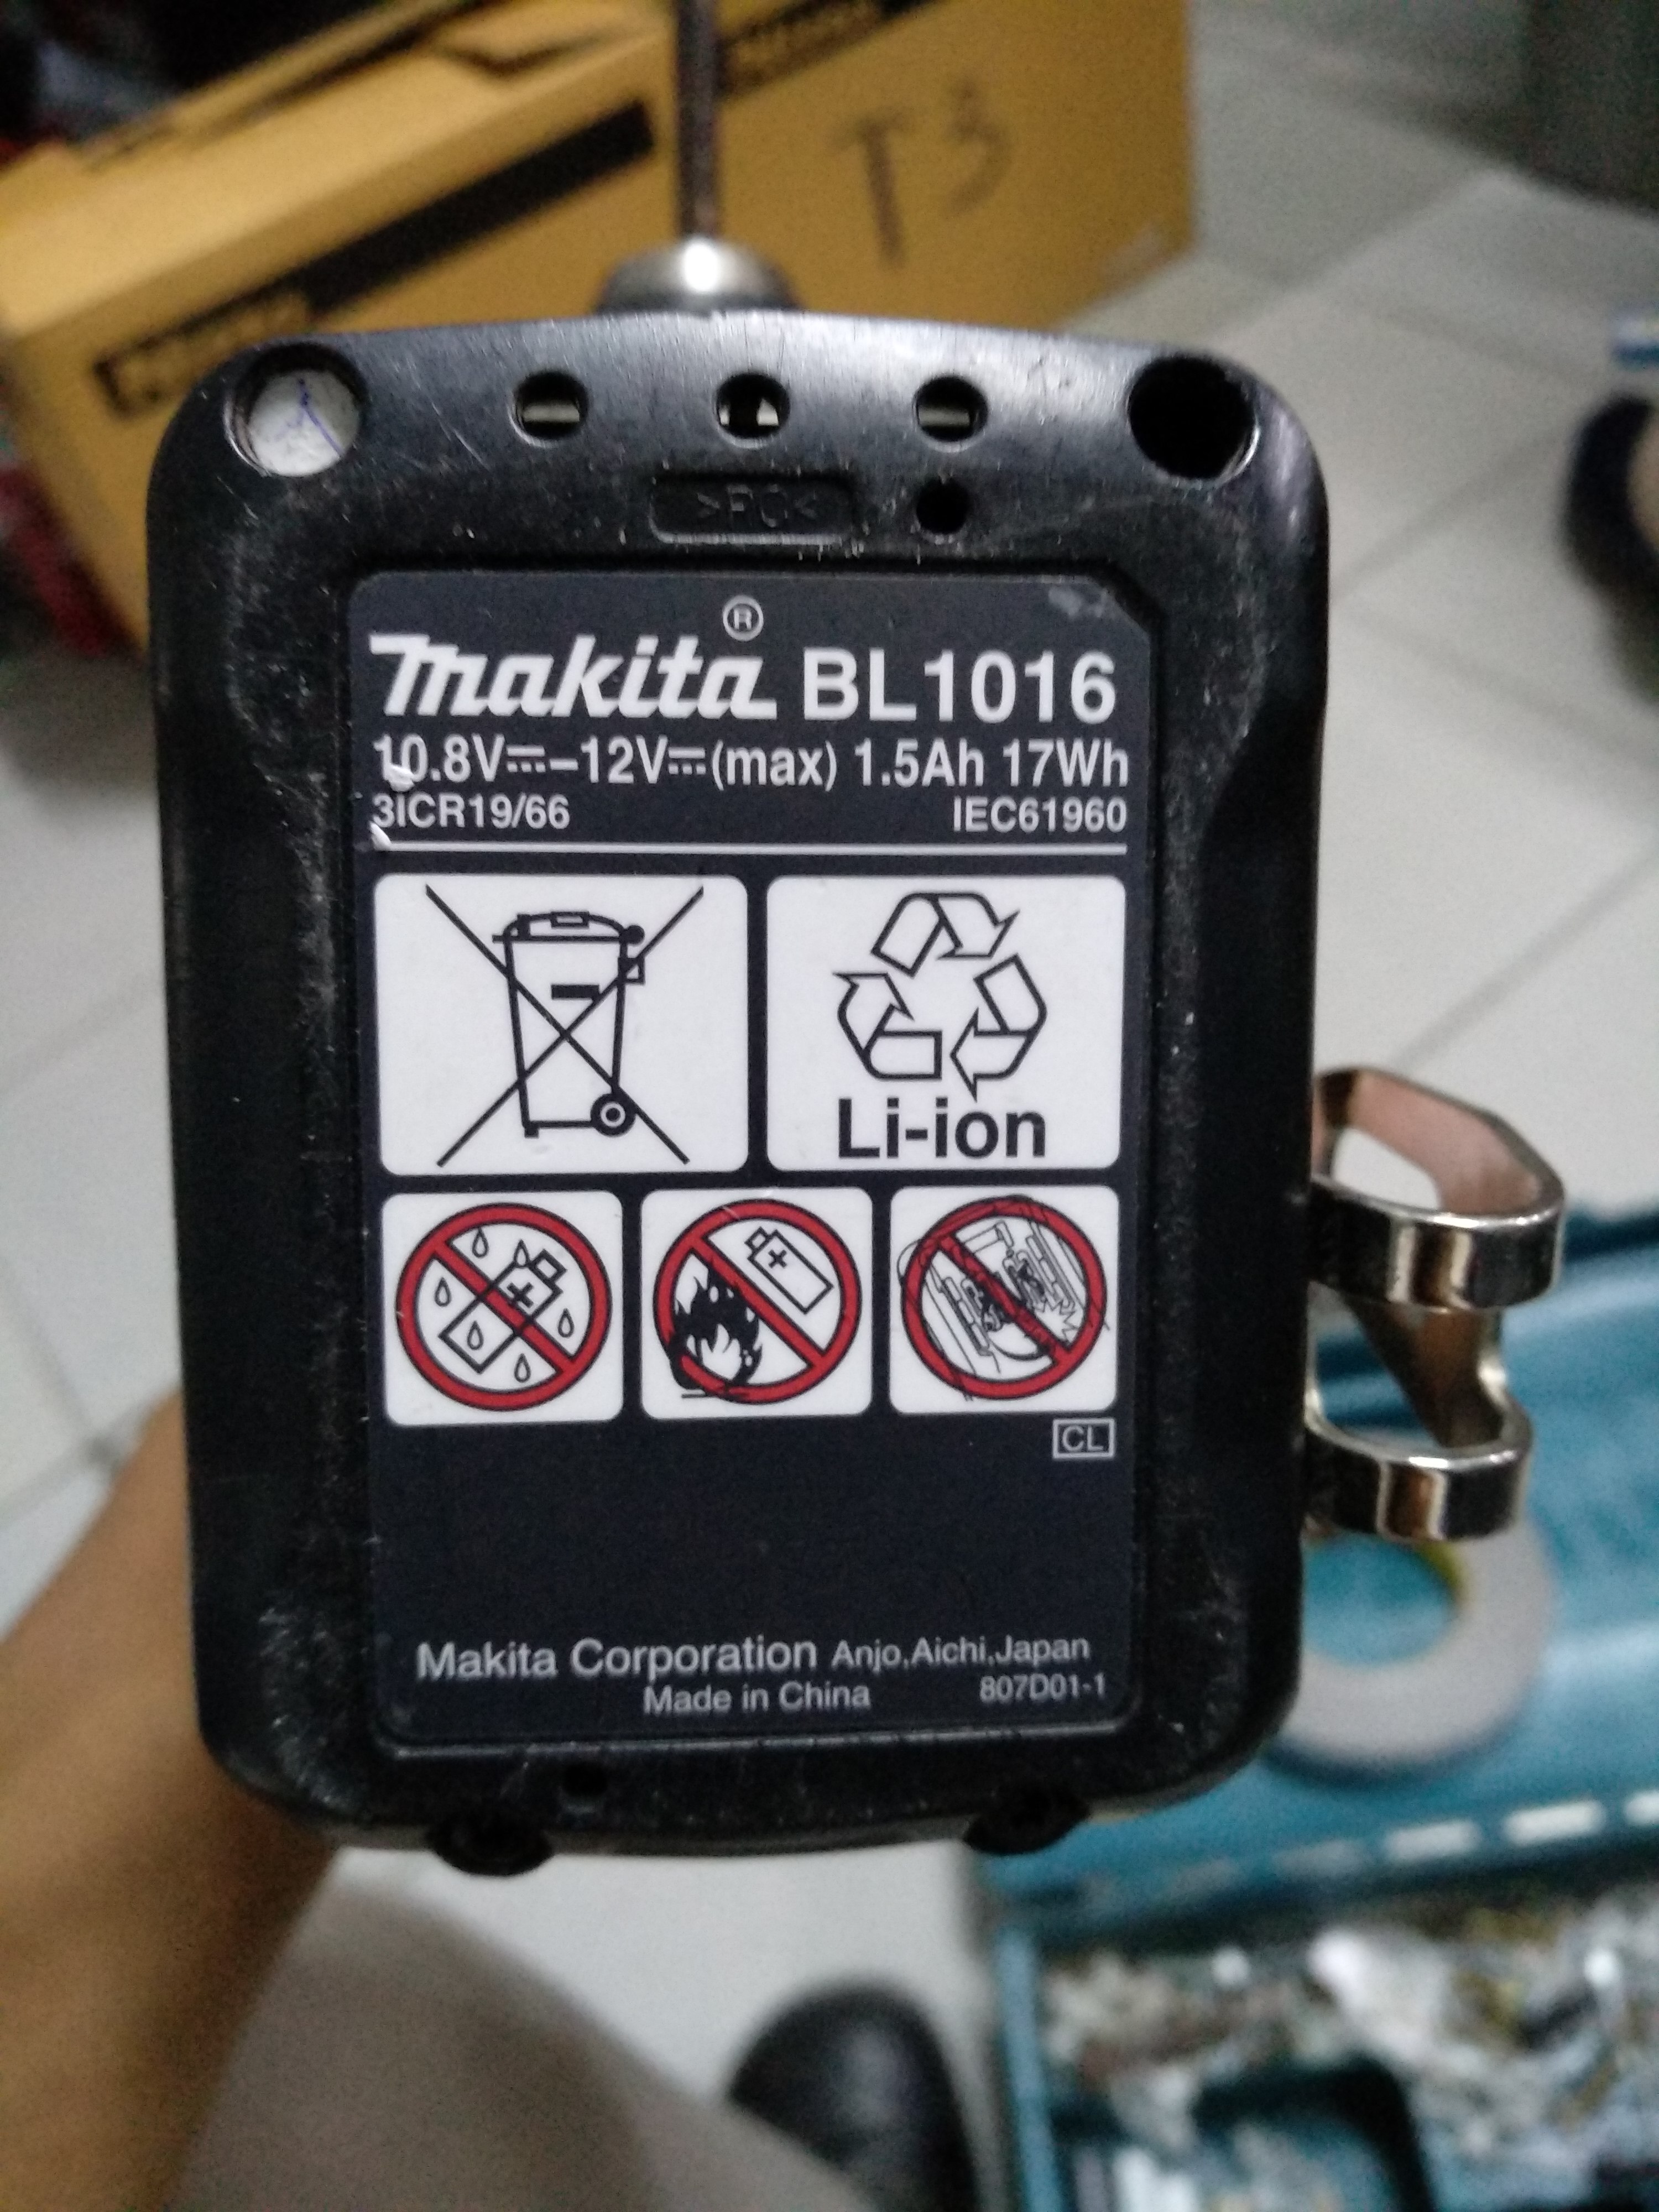 T3
>PC<
makita® BL1016
10.8V⎓–12V⎓(max) 1.5Ah 17Wh
3ICR19/66 IEC61960
Li-ion
CL
Makita Corporation Anjo,Aichi,Japan
Made in China 807D01-1